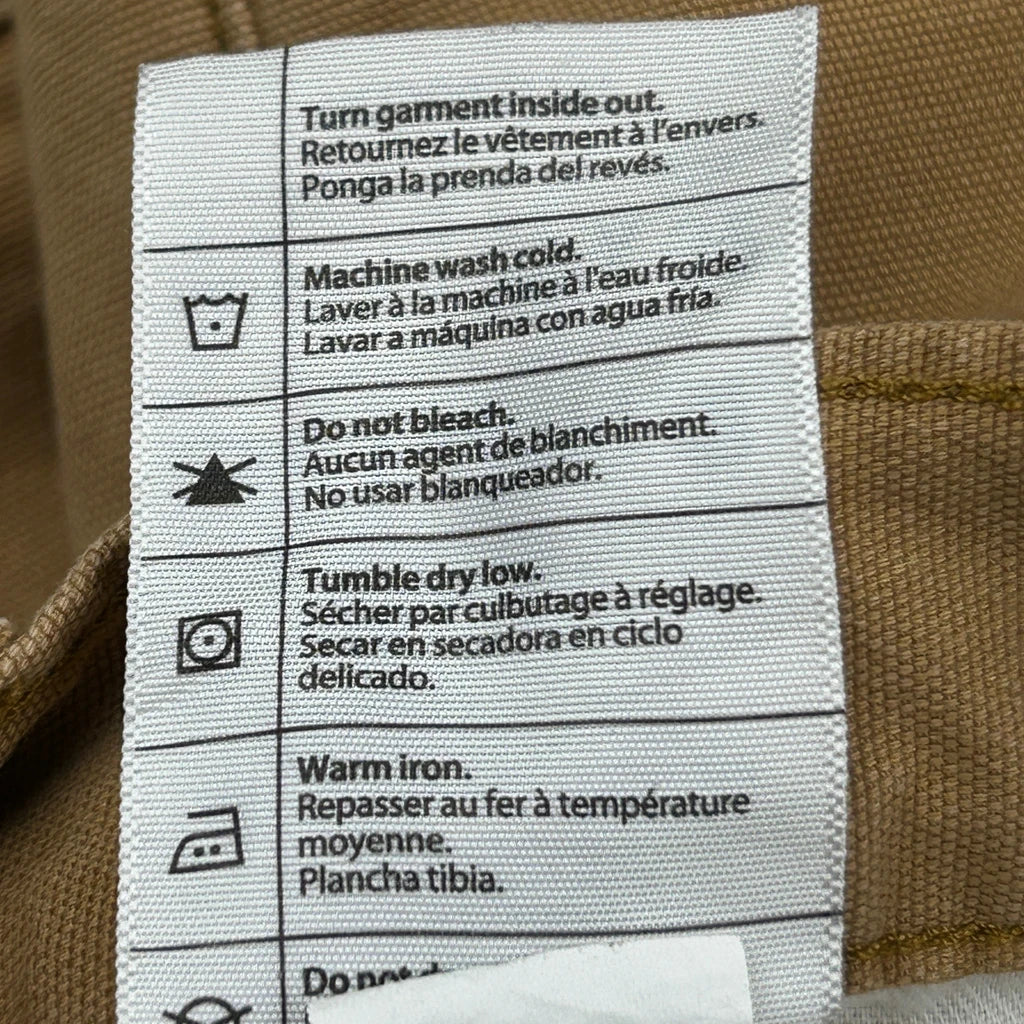 Turn garment inside out.
Retournez le vêtement à l'envers.
Ponga la prenda del revés.
Machine wash cold.
Laver à la machine à l'eau froide.
Lavar a máquina con agua fría.
Do not bleach.
Aucun agent de blanchiment.
No usar blanqueador.
Tumble dry low.
Sécher par culbutage à réglage.
Secar en secadora en ciclo
delicado.
Warm iron.
Repasser au fer à température
moyenne.
Plancha tibia.
Do not